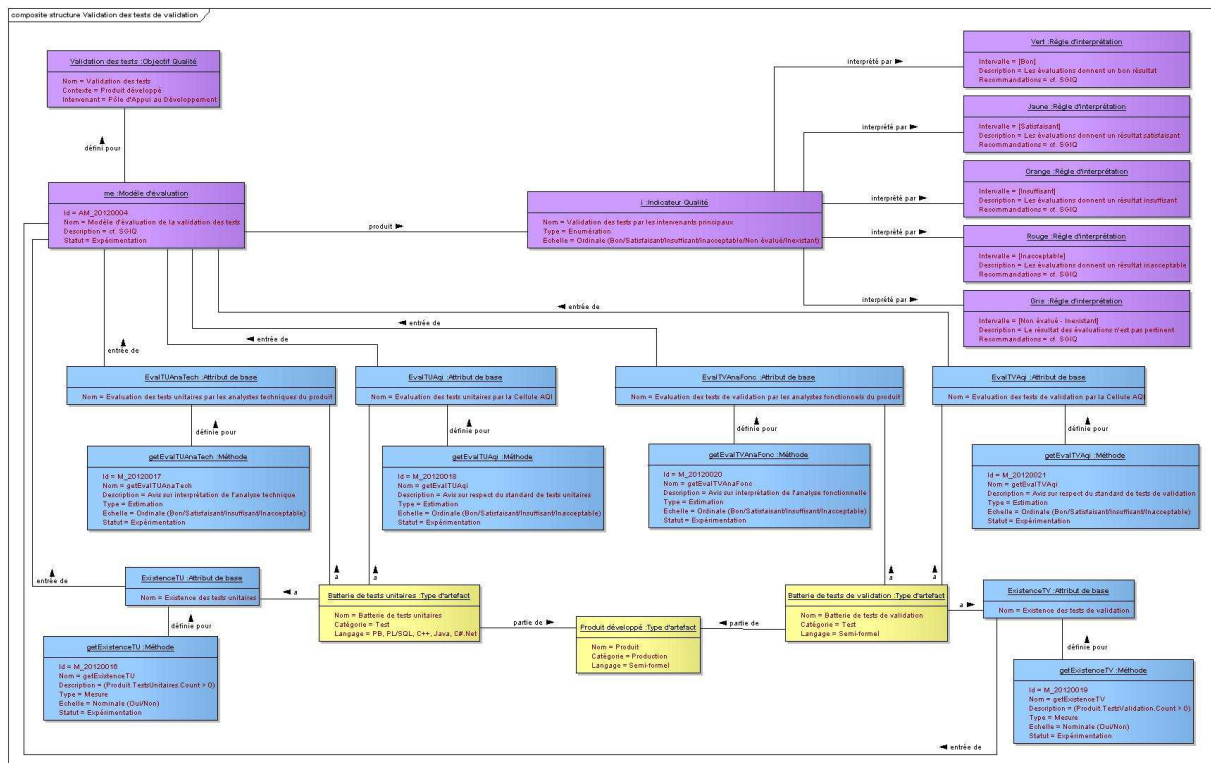 composite structure Validation des tests de validation
Validation des tests :Objectif Qualité
Nom = Validation des tests
Contexte = Produit développé
Intervenant = Pôle d'Appui au Développement
défini pour
me :Modèle d'évaluation
Id = AM_20120004
Nom = Modèle d'évaluation de la validation des tests
Description = cf. SGIQ
Statut = Expérimentation
produit
i :Indicateur Qualité
Nom = Validation des tests par les intervenants principaux
Type = Enumération
Echelle = Ordinale (Bon/Satisfaisant/Insuffisant/Inacceptable/Non évalué/Inexistant)
interprété par
Vert :Règle d'interprétation
Intervalle = [Bon]
Description = Les évaluations donnent un bon résultat
Recommandations = cf. SGIQ
interprété par
Jaune :Règle d'interprétation
Intervalle = [Satisfaisant]
Description = Les évaluations donnent un résultat satisfaisant
Recommandations = cf. SGIQ
interprété par
Orange :Règle d'interprétation
Intervalle = [Insuffisant]
Description = Les évaluations donnent un résultat insuffisant
Recommandations = cf. SGIQ
interprété par
Rouge :Règle d'interprétation
Intervalle = [Inacceptable]
Description = Les évaluations donnent un résultat inacceptable
Recommandations = cf. SGIQ
interprété par
Gris :Règle d'interprétation
Intervalle = [Non évalué - Inexistant]
Description = Le résultat des évaluations n'est pas pertinent
Recommandations = cf. SGIQ
entrée de
entrée de
entrée de
entrée de
EvalTUAnaTech :Attribut de base
Nom = Evaluation des tests unitaires par les analystes techniques du produit
EvalTUAqi :Attribut de base
Nom = Evaluation des tests unitaires par la Cellule AQI
EvalTVAnaFonc :Attribut de base
Nom = Evaluation des tests de validation par les analystes fonctionnels du produit
EvalTVAqi :Attribut de base
Nom = Evaluation des tests de validation par la Cellule AQI
définie pour
définie pour
définie pour
définie pour
getEvalTUAnaTech :Méthode
Id = M_20120017
Nom = getEvalTUAnaTech
Description = Avis sur interprétation de l'analyse technique
Type = Estimation
Echelle = Ordinale (Bon/Satisfaisant/Insuffisant/Inacceptable)
Statut = Expérimentation
getEvalTUAqi :Méthode
Id = M_20120018
Nom = getEvalTUAqi
Description = Avis sur respect du standard de tests unitaires
Type = Estimation
Echelle = Ordinale (Bon/Satisfaisant/Insuffisant/Inacceptable)
Statut = Expérimentation
getEvalTVAnaFonc :Méthode
Id = M_20120020
Nom = getEvalTVAnaFonc
Description = Avis sur interprétation de l'analyse fonctionnelle
Type = Estimation
Echelle = Ordinale (Bon/Satisfaisant/Insuffisant/Inacceptable)
Statut = Expérimentation
getEvalTVAqi :Méthode
Id = M_20120021
Nom = getEvalTVAqi
Description = Avis sur respect du standard de tests de validation
Type = Estimation
Echelle = Ordinale (Bon/Satisfaisant/Insuffisant/Inacceptable)
Statut = Expérimentation
entrée de
ExistenceTU :Attribut de base
Nom = Existence des tests unitaires
a
a
a
Batterie de tests unitaires :Type d'artefact
Nom = Batterie de tests unitaires
Catégorie = Test
Langage = PB, PL/SQL, C++, Java, C#.Net
partie de
Produit développé :Type d'artefact
Nom = Produit
Catégorie = Production
Langage = Semi-formel
partie de
a
a
Batterie de tests de validation :Type d'artefact
Nom = Batterie de tests de validation
Catégorie = Test
Langage = Semi-formel
a
ExistenceTV :Attribut de base
Nom = Existence des tests de validation
définie pour
getExistenceTU :Méthode
Id = M_20120016
Nom = getExistenceTU
Description = (Produit.TestsUnitaires.Count > 0)
Type = Mesure
Echelle = Nominale (Oui/Non)
Statut = Expérimentation
définie pour
getExistenceTV :Méthode
Id = M_20120019
Nom = getExistenceTV
Description = (Produit.TestsValidation.Count > 0)
Type = Mesure
Echelle = Nominale (Oui/Non)
Statut = Expérimentation
entrée de